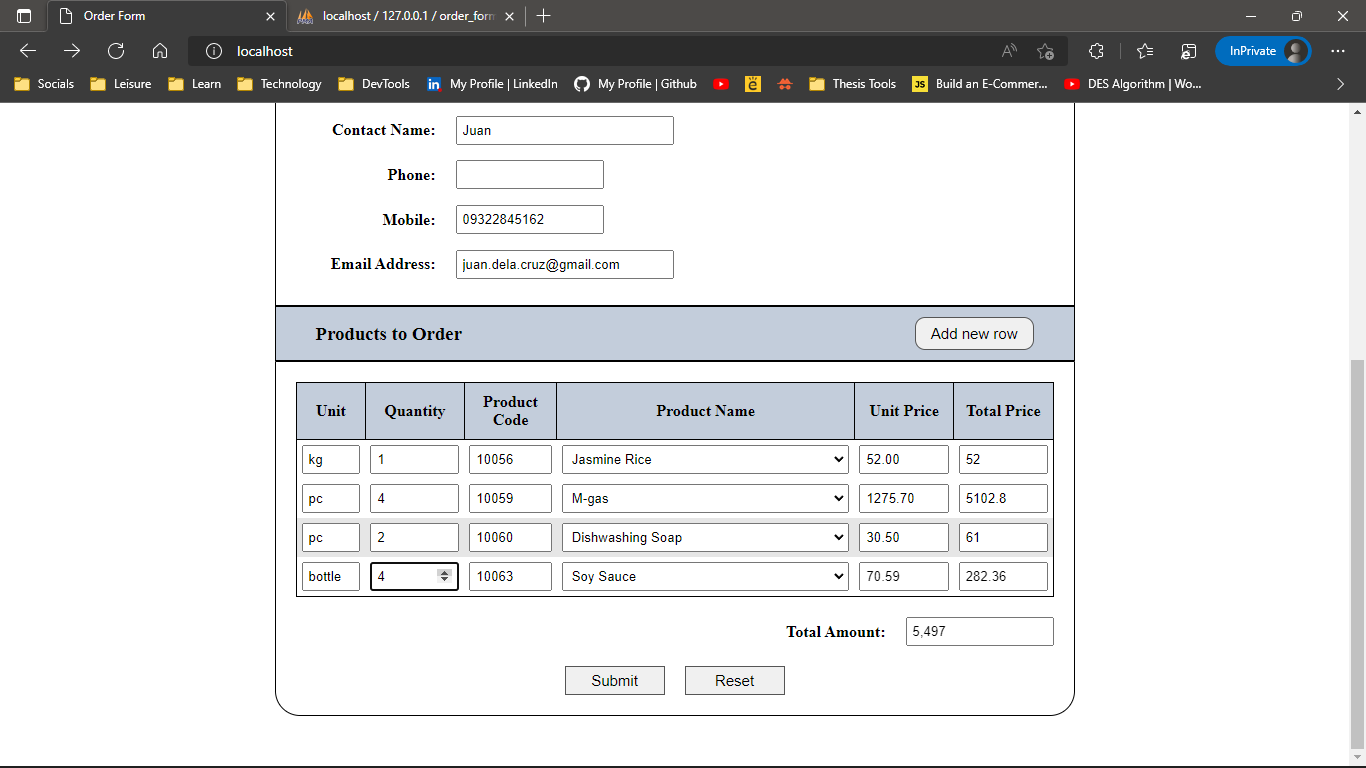 Order Form
localhost / 127.0.0.1 / order_form
localhost
InPrivate
Socials Leisure Learn Technology DevTools My Profile | LinkedIn My Profile | Github Thesis Tools JS Build an E-Commer... DES Algorithm | Wo...
Contact Name: Juan
Phone:
Mobile: 09322845162
Email Address: juan.dela.cruz@gmail.com
Products to Order Add new row
Unit Quantity Product Code Product Name Unit Price Total Price
kg 1 10056 Jasmine Rice 52.00 52
pc 4 10059 M-gas 1275.70 5102.8
pc 2 10060 Dishwashing Soap 30.50 61
bottle 4 10063 Soy Sauce 70.59 282.36
Total Amount: 5,497
Submit Reset